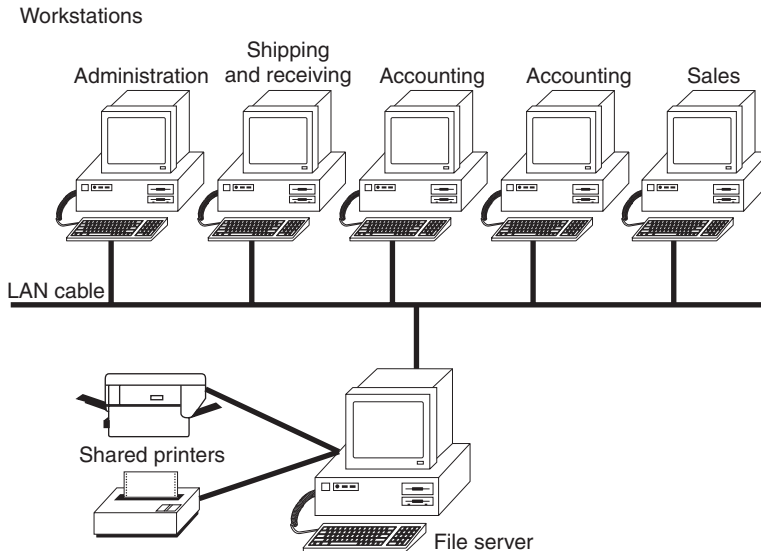 Workstations
Administration
Shipping
and receiving
Accounting
Accounting
Sales
LAN cable
Shared printers
File server